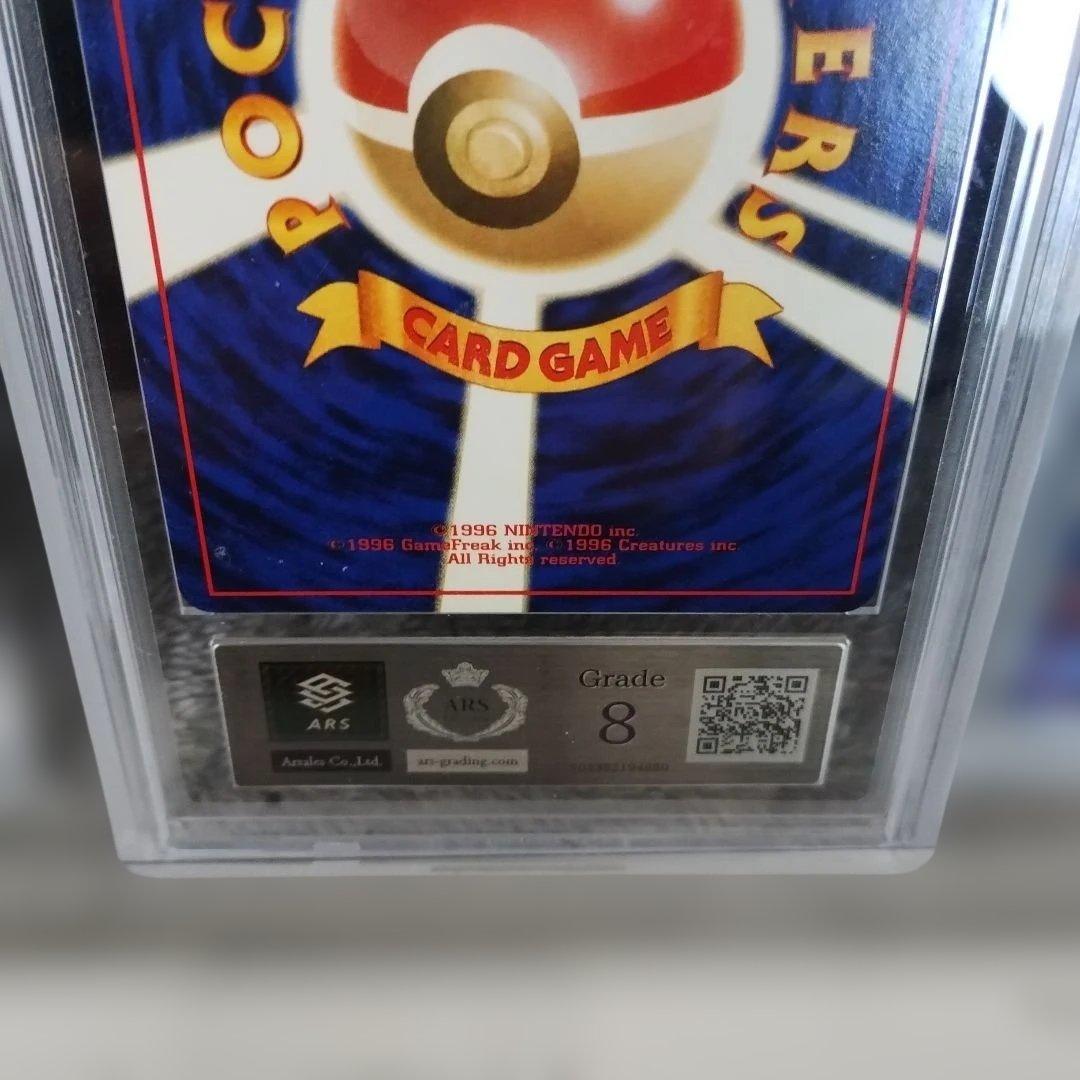 POC
ERS
CARD GAME
©1996 NINTENDO inc.
©1996 GameFreak inc. ©1996 Creatures inc.
All Rights reserved.
ARS
Arsales Co.,Ltd.
ARS
ars-grading.com
Grade
8